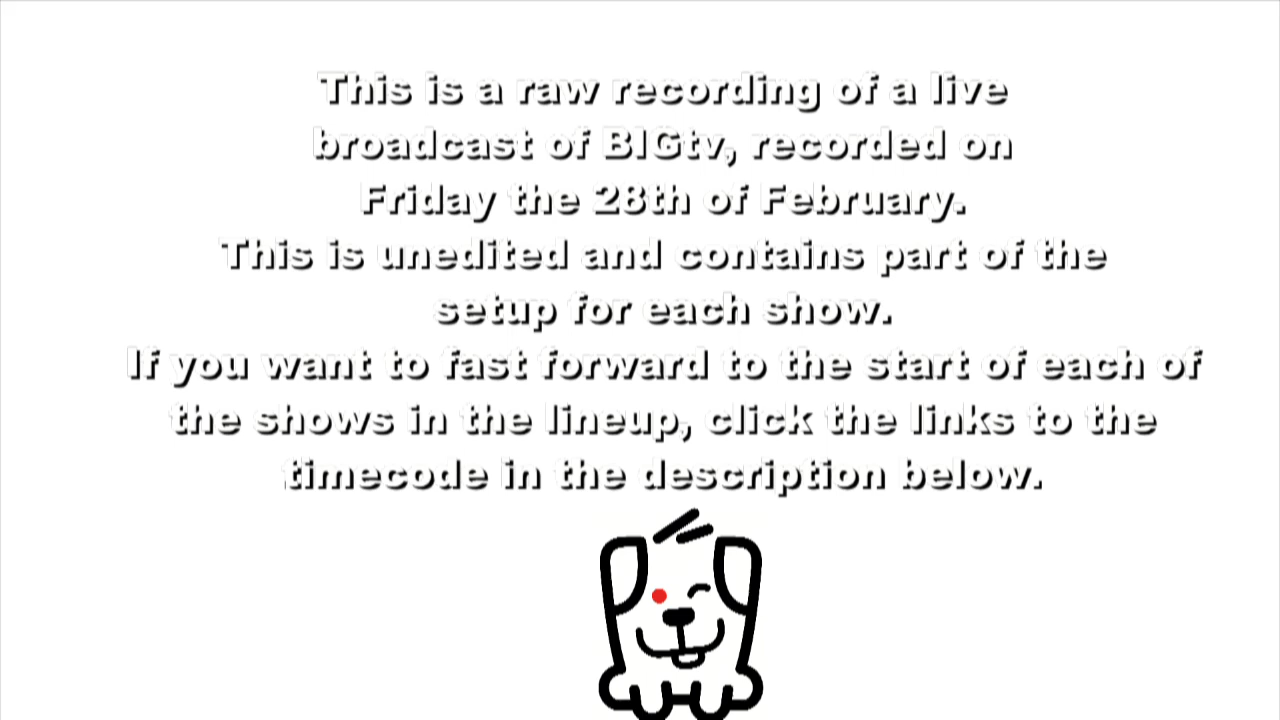 This is a raw recording of a live
broadcast of BIGtv, recorded on
Friday the 28th of February.
This is unedited and contains part of the
setup for each show.
If you want to fast forward to the start of each of
the shows in the lineup, click the links to the
timecode in the description below.